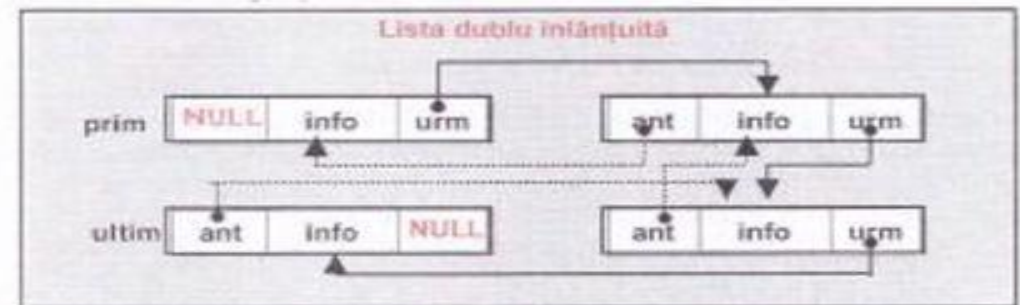 Lista dublu înlănțuită
prim NULL info urm ant info urm
ultim ant info NULL ant info urm